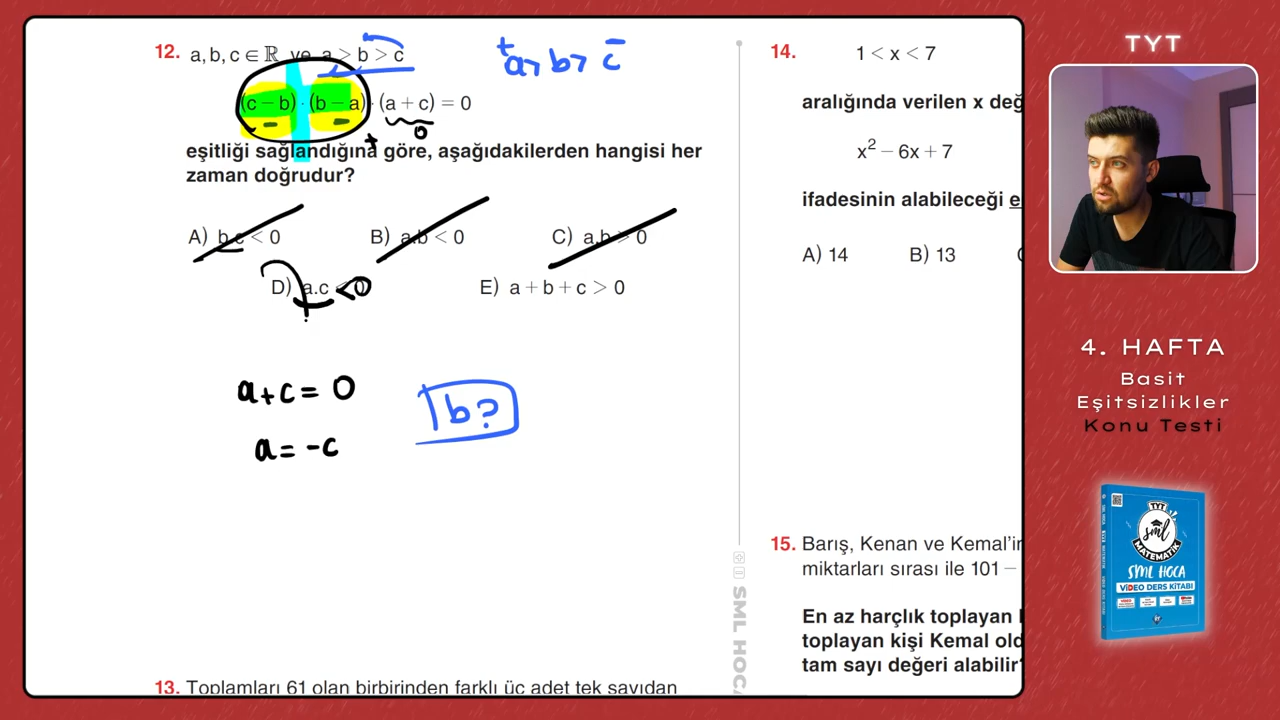 12. a, b, c ∈ ℝ ve a > b > c
+ a > b > c −
(c − b) · (b − a) · (a + c) = 0
− − + 0
eşitliği sağlandığına göre, aşağıdakilerden hangisi her
zaman doğrudur?
A) b.c < 0 B) a.b < 0 C) a.b > 0
D) a.c < 0 E) a + b + c > 0
a+c = 0
a = -c
b?
13. Toplamları 61 olan birbirinden farklı üç adet tek sayıdan
SML HOCA
14. 1 < x < 7
aralığında verilen x değ
x² − 6x + 7
ifadesinin alabileceği e
A) 14 B) 13
15. Barış, Kenan ve Kemal'in
miktarları sırası ile 101 −
En az harçlık toplayan
toplayan kişi Kemal old
tam sayı değeri alabilir?
TYT
4. HAFTA
Basit
Eşitsizlikler
Konu Testi
TYT
sml
MATEMATİK
SML HOCA
VİDEO DERS KİTABI